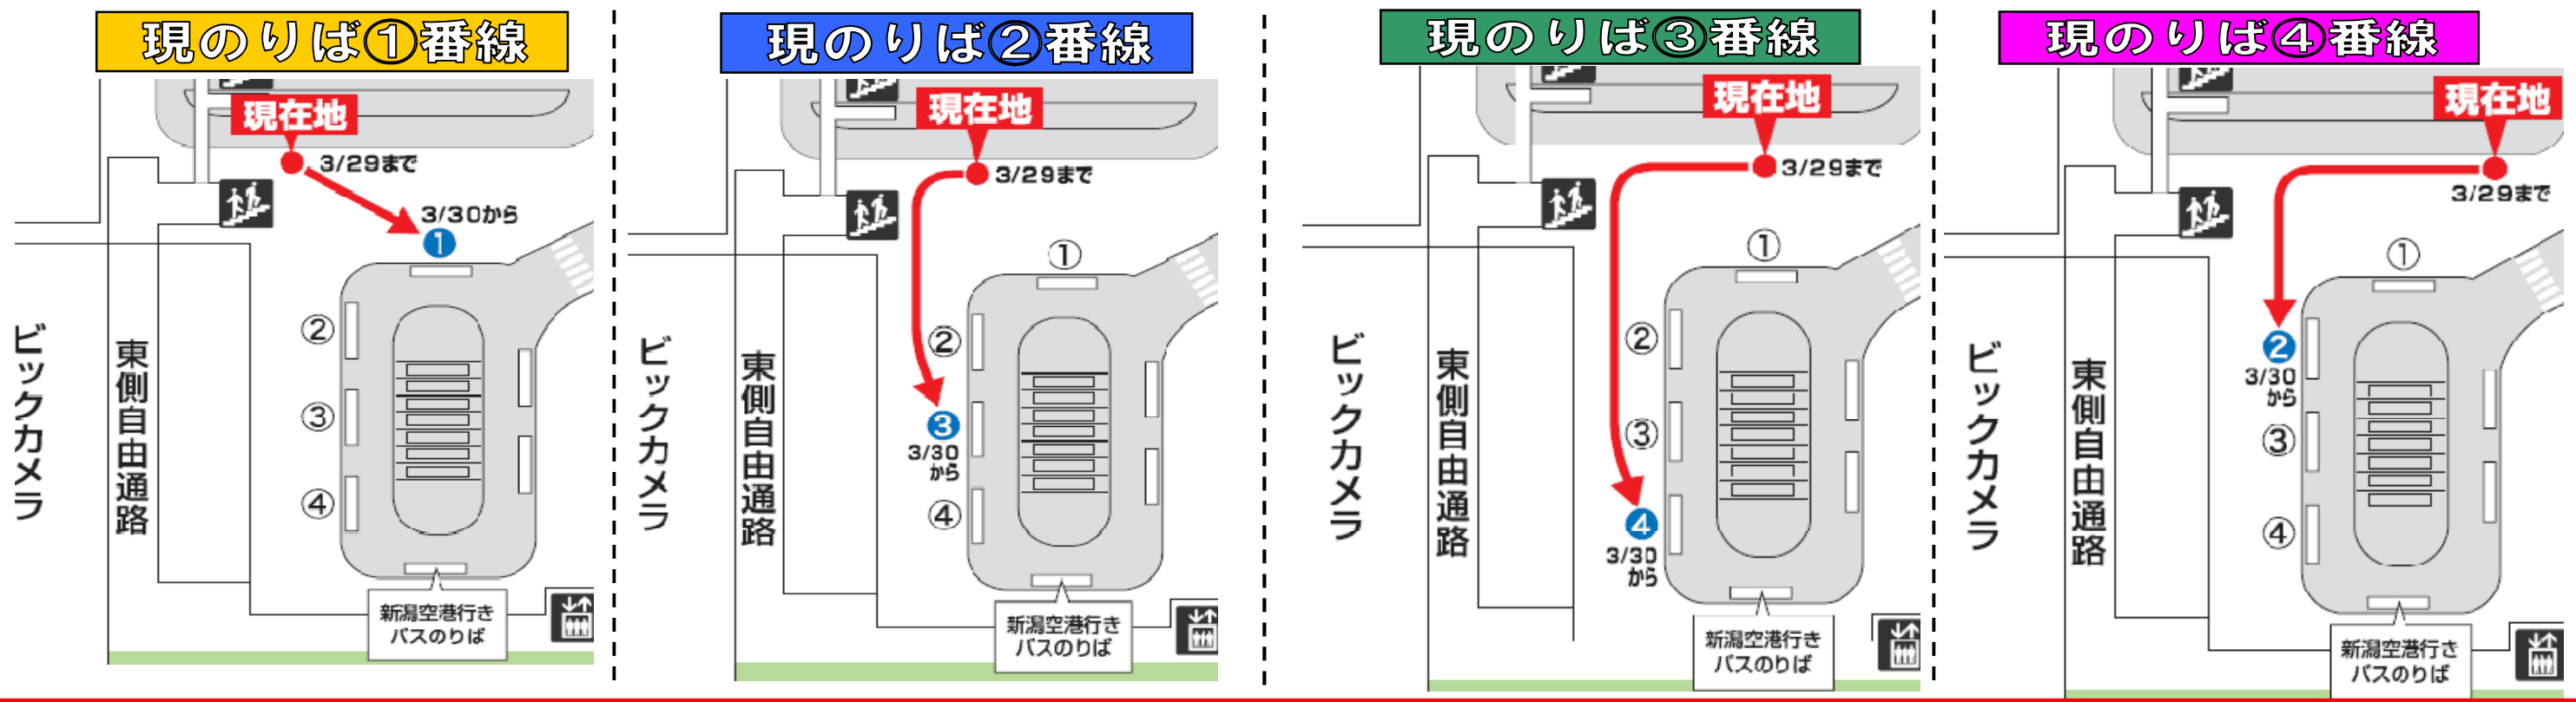 現のりば①番線
現在地
3/29まで
3/30から
❶
②
③
④
ビックカメラ
東側自由通路
新潟空港行き
バスのりば
現のりば②番線
現在地
3/29まで
①
②
❸
3/30
から
④
ビックカメラ
東側自由通路
新潟空港行き
バスのりば
現のりば③番線
現在地
3/29まで
①
②
③
❹
3/30
から
ビックカメラ
東側自由通路
新潟空港行き
バスのりば
現のりば④番線
現在地
3/29まで
①
❷
3/30
から
③
④
ビックカメラ
東側自由通路
新潟空港行き
バスのりば